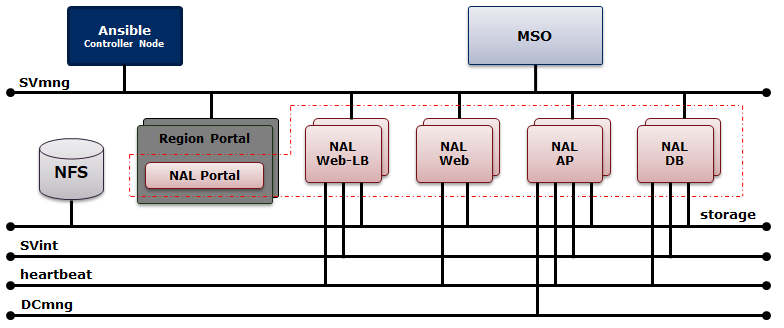 Ansible
Controller Node
MSO
SVmng
Region Portal
NAL Portal
NAL
Web-LB
NAL
Web
NAL
AP
NAL
DB
NFS
storage
SVint
heartbeat
DCmng